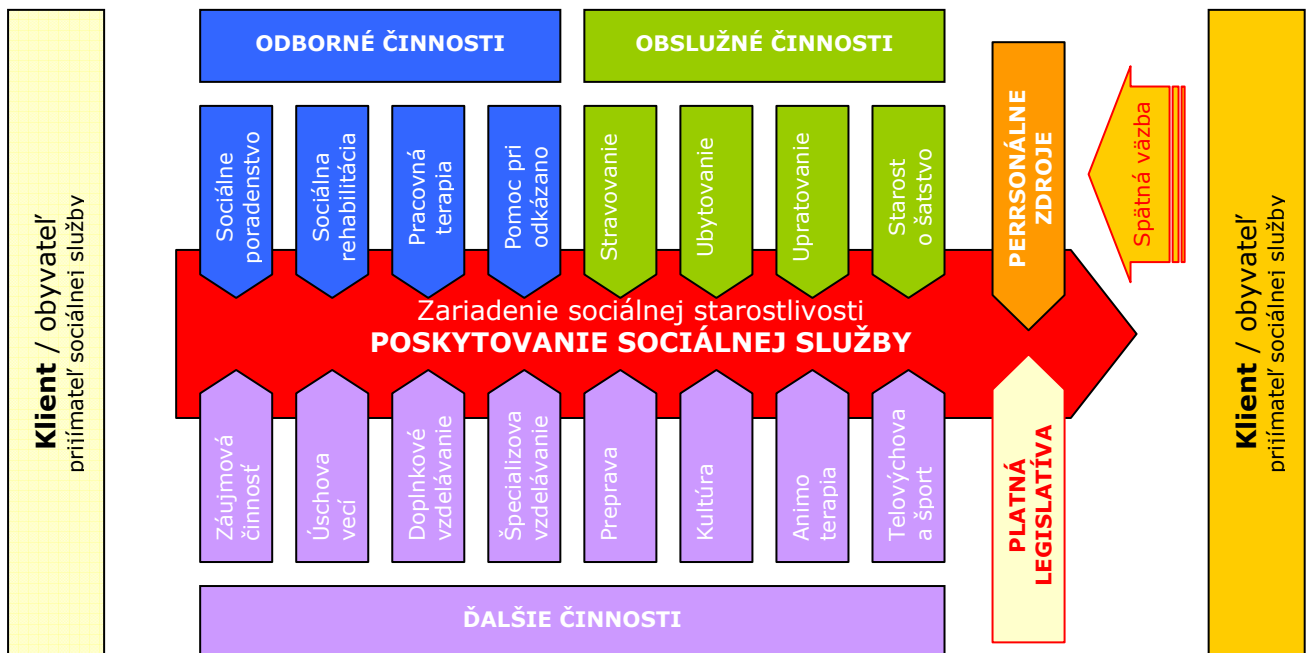 Klient / obyvateľ
prijímateľ sociálnej služby
ODBORNÉ ČINNOSTI
OBSLUŽNÉ ČINNOSTI
Sociálne
poradenstvo
Sociálna
rehabilitácia
Pracovná
terapia
Pomoc pri
odkázano
Stravovanie
Ubytovanie
Upratovanie
Starost
o šatstvo
PERRSONÁLNE
ZDROJE
Spätná väzba
Zariadenie sociálnej starostlivosti
POSKYTOVANIE SOCIÁLNEJ SLUŽBY
Záujmová
činnosť
Úschova
vecí
Doplnkové
vzdelávanie
Špecializova
vzdelávanie
Preprava
Kultúra
Animo
terapia
Telovýchova
a šport
PLATNÁ
LEGISLATÍVA
ĎALŠIE ČINNOSTI
Klient / obyvateľ
prijímateľ sociálnej služby